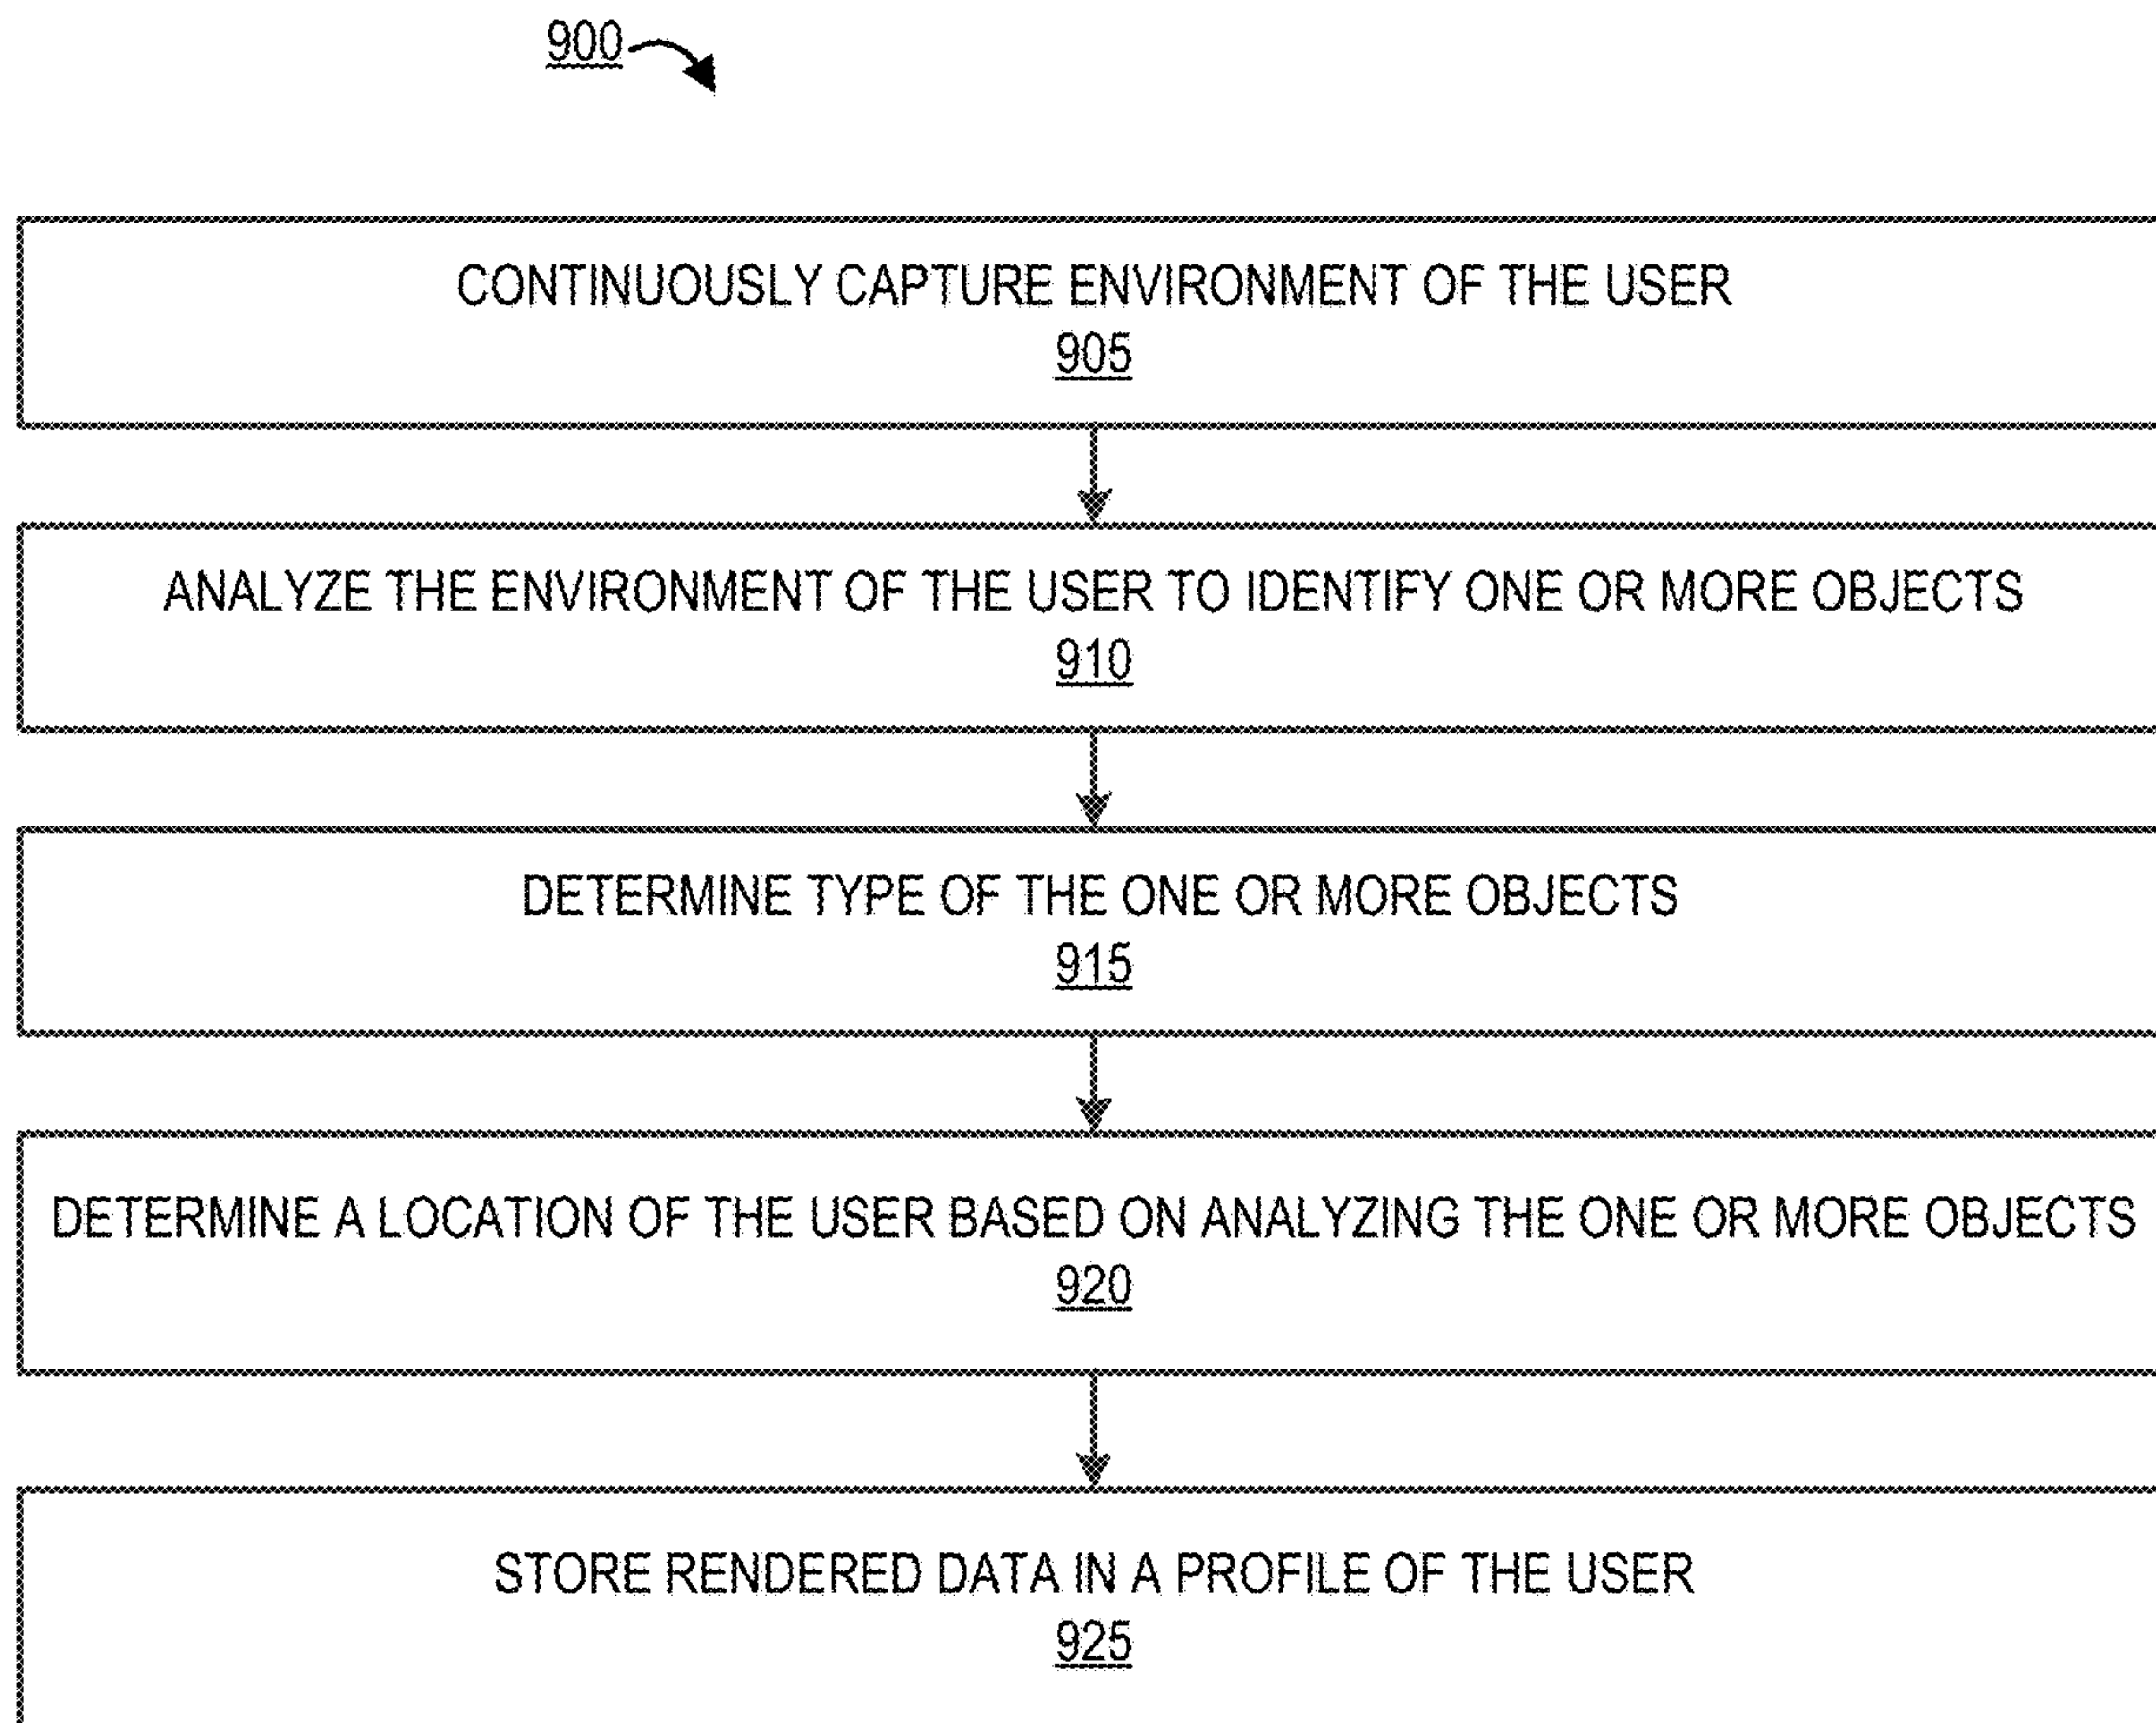 900
CONTINUOUSLY CAPTURE ENVIRONMENT OF THE USER
905
ANALYZE THE ENVIRONMENT OF THE USER TO IDENTIFY ONE OR MORE OBJECTS
910
DETERMINE TYPE OF THE ONE OR MORE OBJECTS
915
DETERMINE A LOCATION OF THE USER BASED ON ANALYZING THE ONE OR MORE OBJECTS
920
STORE RENDERED DATA IN A PROFILE OF THE USER
925